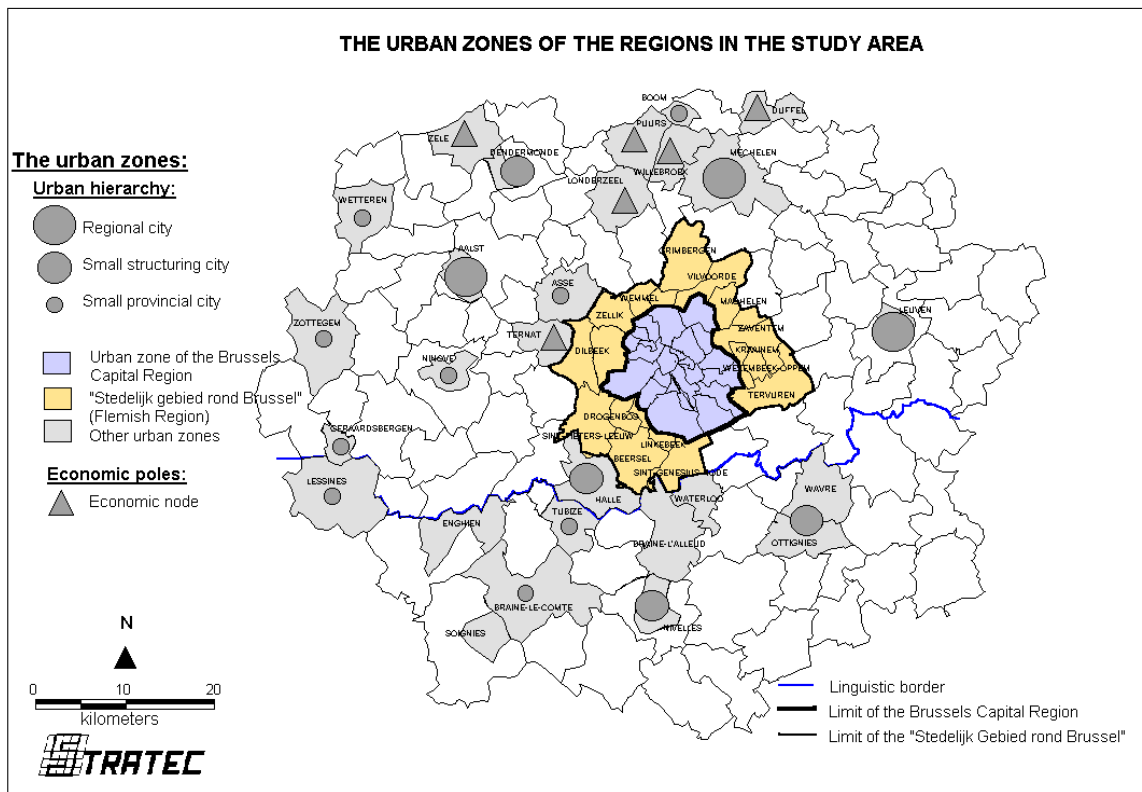 THE URBAN ZONES OF THE REGIONS IN THE STUDY AREA
The urban zones:
Urban hierarchy:
Regional city
Small structuring city
Small provincial city
Urban zone of the Brussels
Capital Region
"Stedelijk gebied rond Brussel"
(Flemish Region)
Other urban zones
Economic poles:
Economic node
N
0 10 20
kilometers
STRATEC
BOOM
DUFFEL
PUURS
ZELE
DENDERMONDE
MECHELEN
WILLEBROEK
LONDERZEEL
WETTEREN
AALST
GRIMBERGEN
VILVOORDE
ASSE
WEMMEL
MACHELEN
ZELLIK
LEUVEN
ZOTTEGEM
ZAVENTEM
TERNAT
DILBEEK
KRAAINEM
NINOVE
WEZEMBEEK-OPPEM
TERVUREN
DROGENBOS
GERAARDSBERGEN
SINT-PIETERS-LEEUW
LINKEBEEK
BEERSEL
SINT-GENESIUS-RODE
LESSINES
HALLE
WATERLOO
WAVRE
TUBIZE
ENGHIEN
BRAINE-L'ALLEUD
OTTIGNIES
BRAINE-LE-COMTE
SOIGNIES
NIVELLES
Linguistic border
Limit of the Brussels Capital Region
Limit of the "Stedelijk Gebied rond Brussel"